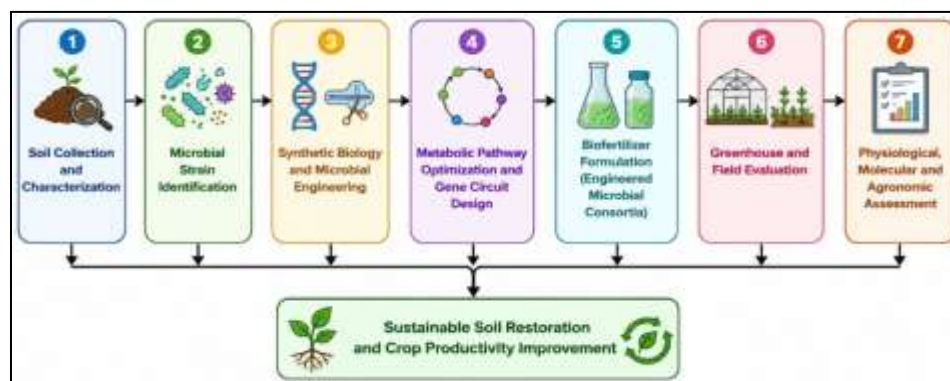 1
Soil Collection
and
Characterization
2
Microbial
Strain
Identification
3
Synthetic Biology
and Microbial
Engineering
4
Metabolic Pathway
Optimization and
Gene Circuit
Design
5
Biofertilizer
Formulation
(Engineered
Microbial
Consortia)
6
Greenhouse and
Field Evaluation
7
Physiological,
Molecular and
Agronomic
Assessment
Sustainable Soil Restoration
and Crop Productivity Improvement